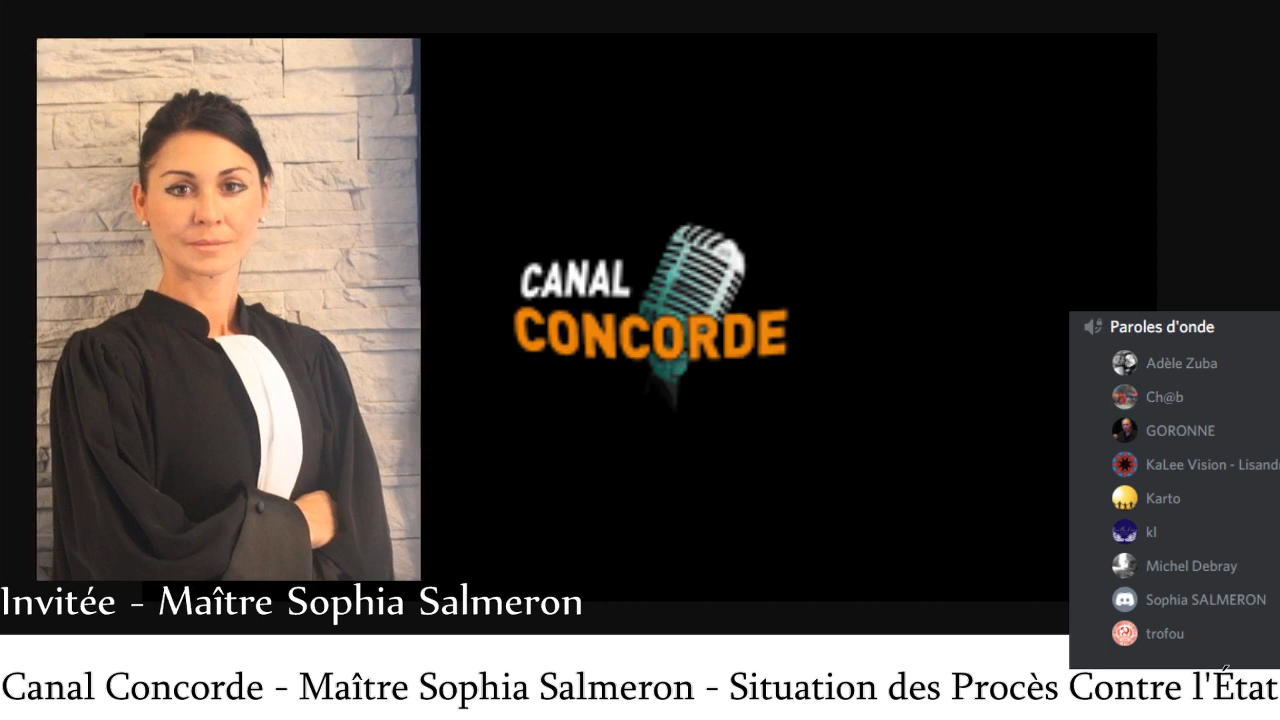 CANAL
CONCORDE
Paroles d'onde
Adèle Zuba
Ch@b
GORONNE
KaLee Vision - Lisand
Karto
kl
Michel Debray
Sophia SALMERON
trofou
Invitée - Maître Sophia Salmeron
Canal Concorde - Maître Sophia Salmeron - Situation des Procès Contre l'État